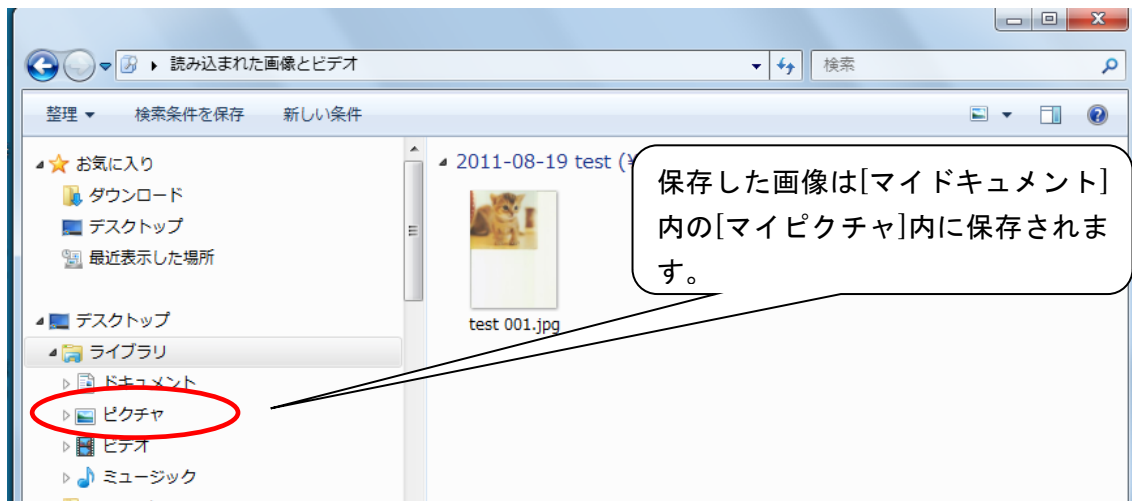 読み込まれた画像とビデオ
検索
整理
検索条件を保存
新しい条件
お気に入り
ダウンロード
デスクトップ
最近表示した場所
デスクトップ
ライブラリ
ドキュメント
ピクチャ
ビデオ
ミュージック
2011-08-19 test (
test 001.jpg
保存した画像は[マイドキュメント]
内の[マイピクチャ]内に保存されま
す。